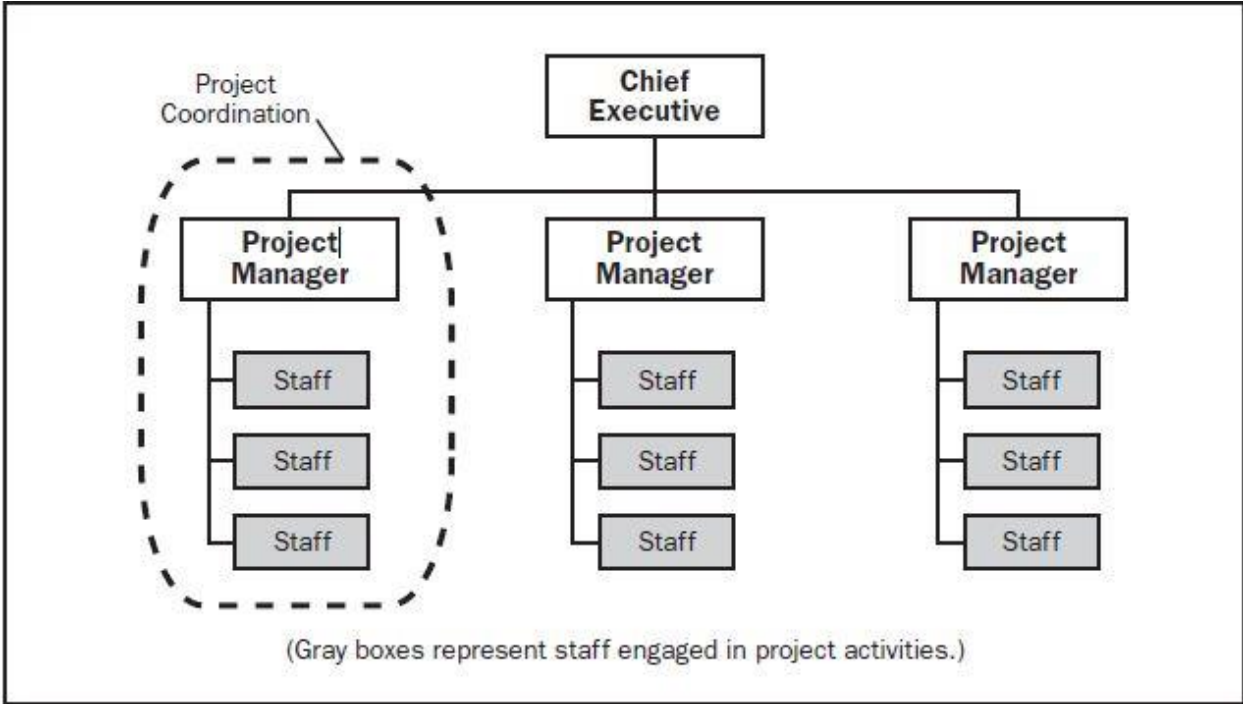 Project
Coordination
Chief
Executive
Project
Manager
Project
Manager
Project
Manager
Staff
Staff
Staff
Staff
Staff
Staff
Staff
Staff
Staff
(Gray boxes represent staff engaged in project activities.)